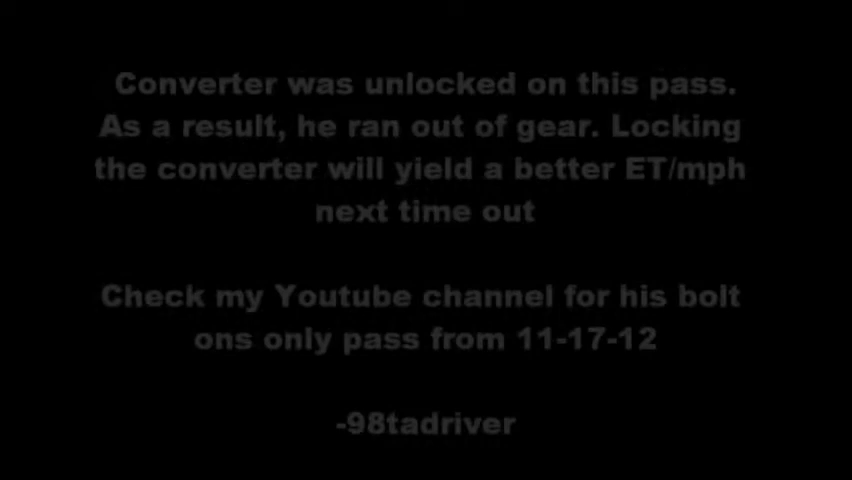 Converter was unlocked on this pass.
As a result, he ran out of gear. Locking
the converter will yield a better ET/mph
next time out
Check my Youtube channel for his bolt
ons only pass from 11-17-12
-98tadriver